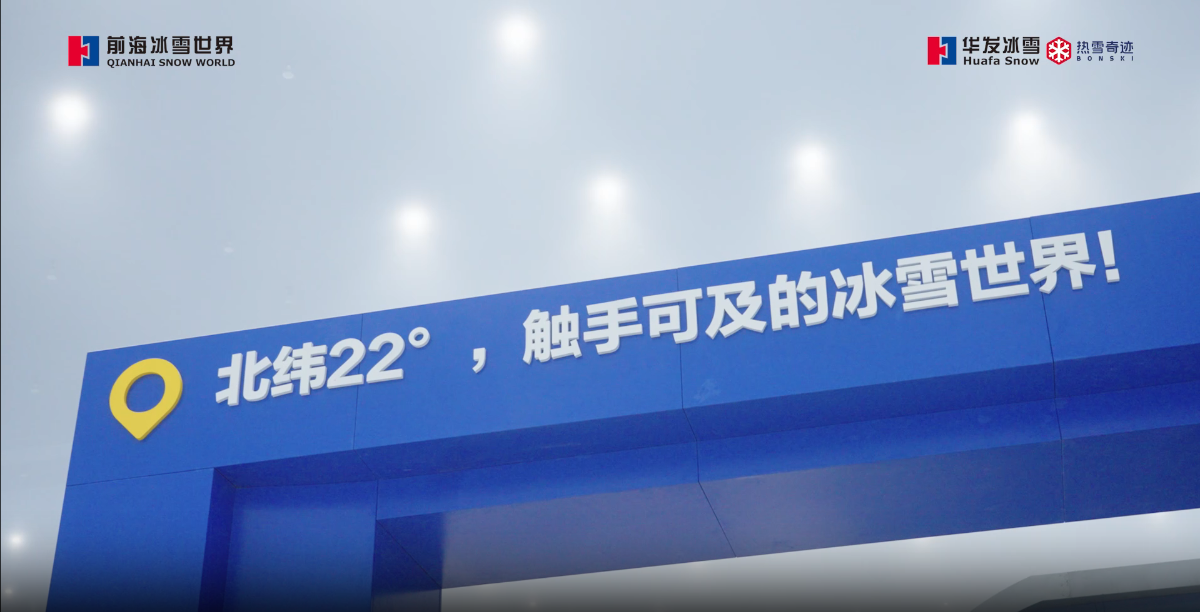 前海冰雪世界
QIANHAI SNOW WORLD
华发冰雪
Huafa Snow
热雪奇迹
BONSKI
北纬22°，触手可及的冰雪世界！